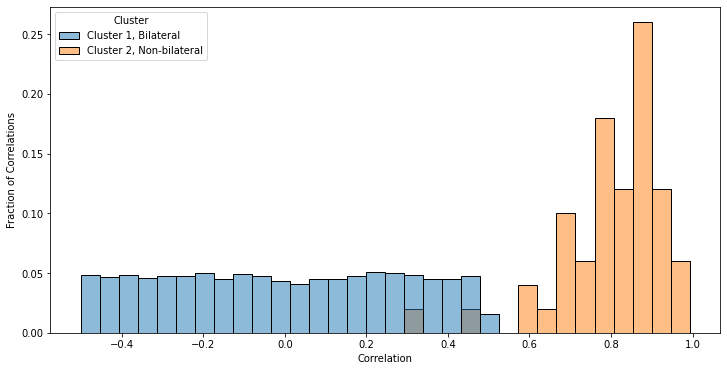 Cluster
Cluster 1, Bilateral
Cluster 2, Non-bilateral
Fraction of Correlations
0.25
0.20
0.15
0.10
0.05
0.00
−0.4
−0.2
0.0
0.2
0.4
0.6
0.8
1.0
Correlation